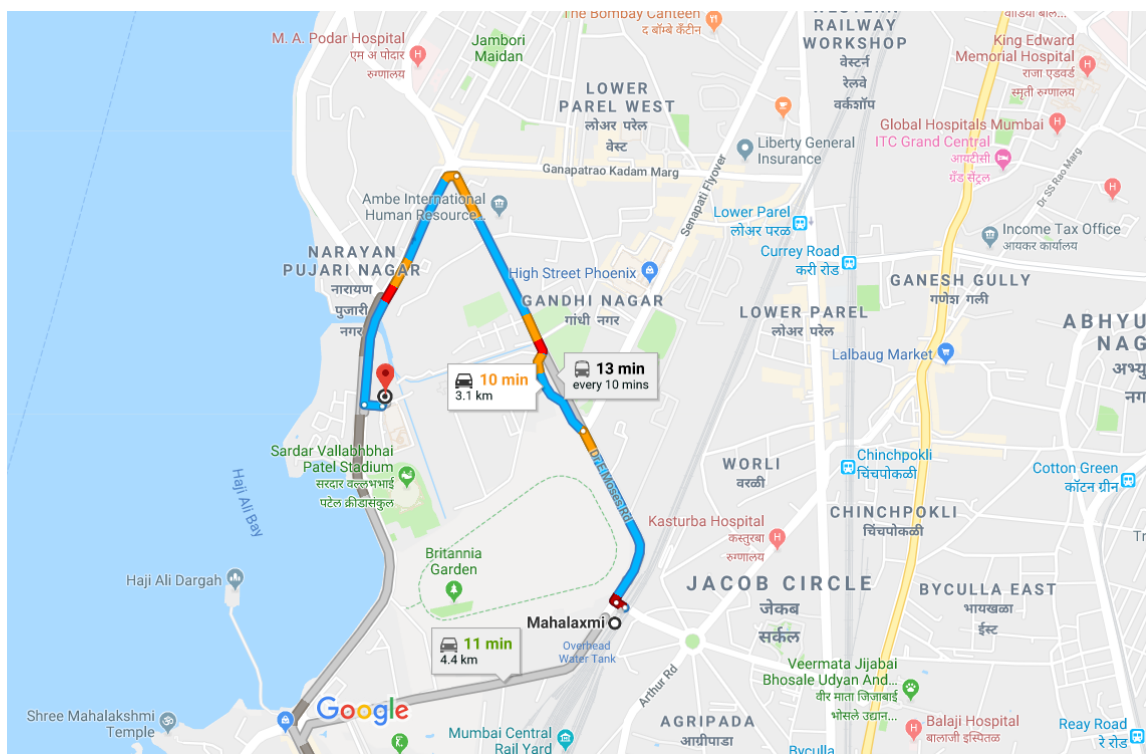 The Bombay Canteen
द बॉम्बे कॅंटीन
M. A. Podar Hospital
एम अ पोदार
रुग्णालय
Jambori
Maidan
RAILWAY
WORKSHOP
वेस्टर्न
रेलवे
वर्कशॉप
King Edward
Memorial Hospital
राजा एडवर्ड
स्मृती रुग्णालय
LOWER
PAREL WEST
लोअर परेल
वेस्ट
Global Hospitals Mumbai
ITC Grand Central
आयटीसी
ग्रँड सेंट्रल
Liberty General
Insurance
Ganapatrao Kadam Marg
Senapati Flyover
Dr SS Rao Marg
Ambe International
Human Resource...
Lower Parel
लोअर परळ
Income Tax Office
आयकर कार्यालय
Currey Road
करी रोड
NARAYAN
PUJARI NAGAR
नारायण
पुजारी
नगर
High Street Phoenix
GANDHI NAGAR
गांधी नगर
GANESH GULLY
गणेश गली
LOWER PAREL
लोअर परेल
ABHYU
NAG
अभ्यु
नग
Lalbaug Market
10 min
3.1 km
13 min
every 10 mins
Sardar Vallabhbhai
Patel Stadium
सरदार वल्लभभाई
पटेल क्रीडासंकुल
Dr E Moses Rd
WORLI
वरळी
Chinchpokli
चिंचपोकळी
Cotton Green
कॉटन ग्रीन
CHINCHPOKLI
चिंचपोकळी
Haji Ali Bay
Kasturba Hospital
कस्तुरबा
रुग्णालय
Britannia
Garden
Haji Ali Dargah
JACOB CIRCLE
जेकब
सर्कल
BYCULLA EAST
भायखळा
ईस्ट
Mahalaxmi
Overhead
Water Tank
11 min
4.4 km
Arthur Rd
Veermata Jijabai
Bhosale Udyan And...
वीर माता जिजाबाई
भोसले उद्यान...
Google
Shree Mahalakshmi
Temple
Mumbai Central
Rail Yard
AGRIPADA
आग्रीपाडा
Balaji Hospital
बालाजी हॉस्पितळ
Reay Road
रे रोड
Byculla